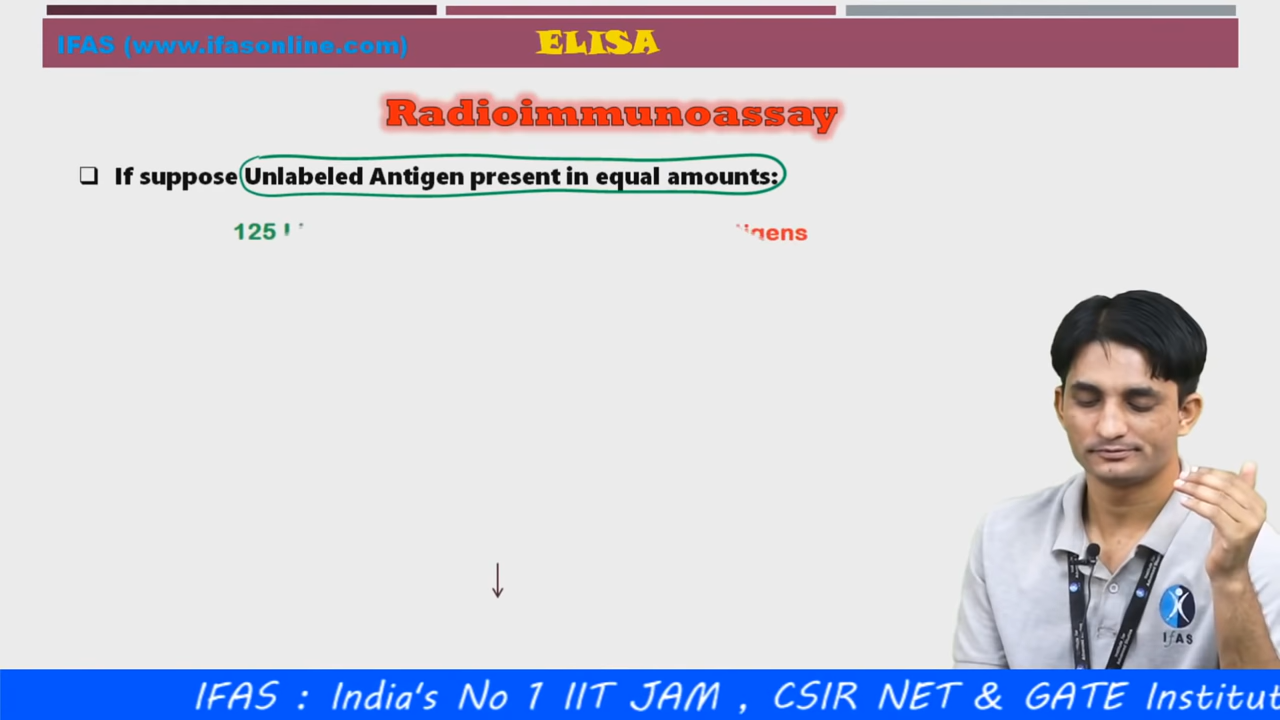 IFAS (www.ifasonline.com) ELISA
Radioimmunoassay
❑ If suppose Unlabeled Antigen present in equal amounts:
125
IfAS
IFAS : India's No 1 IIT JAM , CSIR NET & GATE